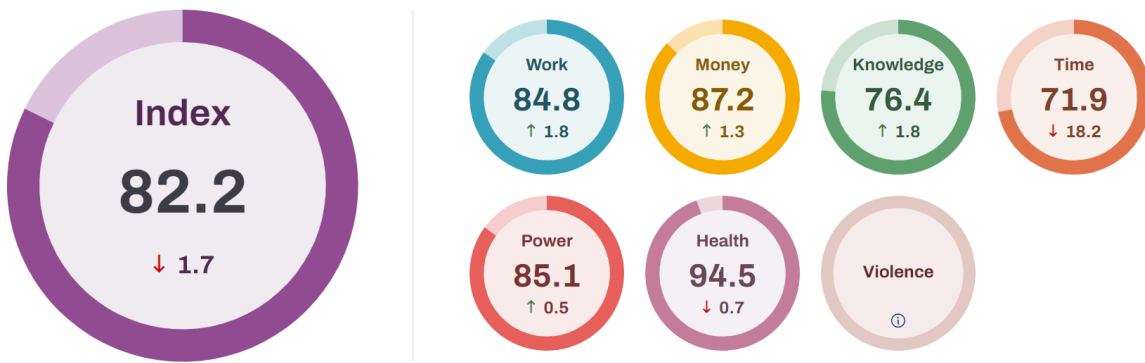 Index
82.2
↓ 1.7
Work
84.8
↑ 1.8
Money
87.2
↑ 1.3
Knowledge
76.4
↑ 1.8
Time
71.9
↓ 18.2
Power
85.1
↑ 0.5
Health
94.5
↓ 0.7
Violence